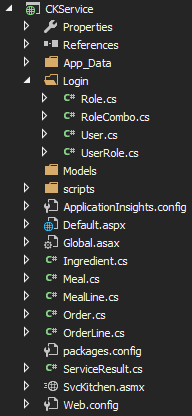 CKService
Properties
References
App_Data
Login
C# Role.cs
C# RoleCombo.cs
C# User.cs
C# UserRole.cs
Models
scripts
ApplicationInsights.config
Default.aspx
Global.asax
C# Ingredient.cs
C# Meal.cs
C# MealLine.cs
C# Order.cs
C# OrderLine.cs
packages.config
C# ServiceResult.cs
SvcKitchen.asmx
Web.config